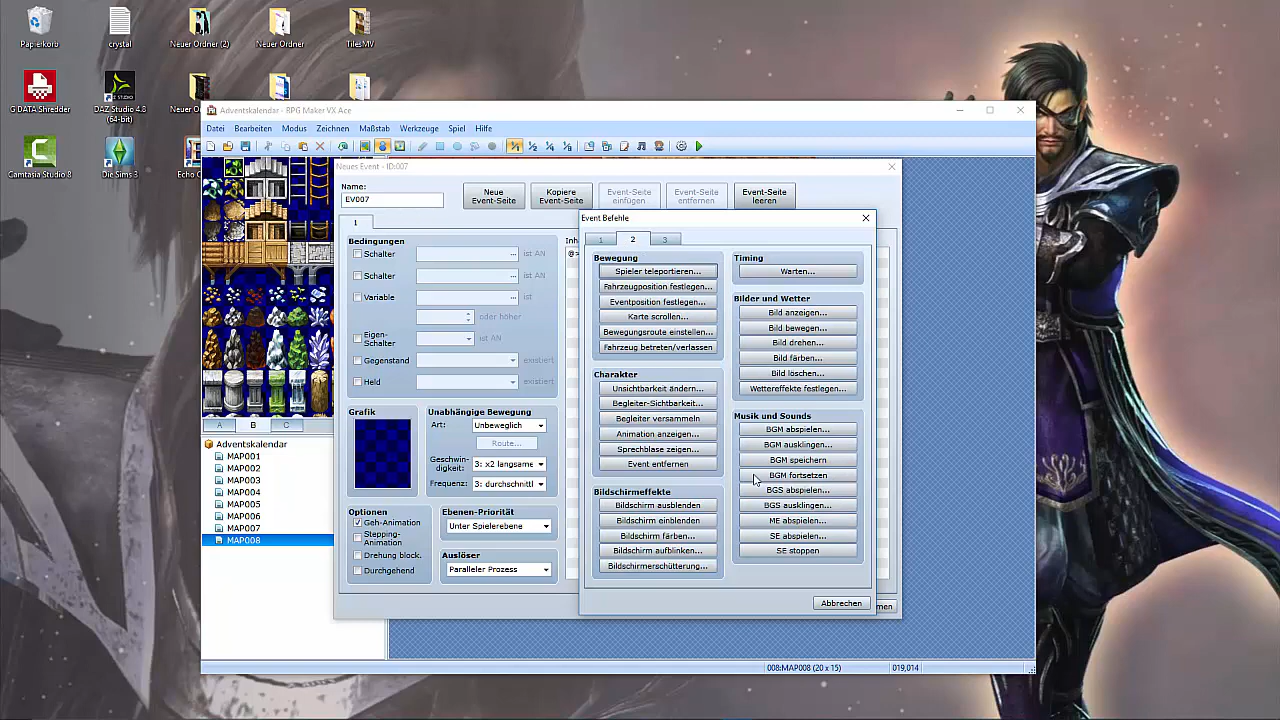 Papierkorb
crystal
Neuer Ordner (2)
Neuer Ordner
TilesMV
G DATA Shredder
DAZ Studio 4.8 (64-bit)
Camtasia Studio 8
Die Sims 3
Adventskalendar - RPG Maker VX Ace
Datei Bearbeiten Modus Zeichnen Maßstab Werkzeuge Spiel Hilfe
Neues Event - ID:007
Name:
EV007
Neue Event-Seite
Kopiere Event-Seite
Event-Seite einfügen
Event-Seite entfernen
Event-Seite leeren
1
Bedingungen
Schalter ... ist AN
Schalter ... ist AN
Variable ... ist
oder höher
Eigen-Schalter ist AN
Gegenstand existiert
Held existiert
Grafik
Unabhängige Bewegung
Art: Unbeweglich
Route...
Geschwin-digkeit: 3: x2 langsame
Frequenz: 3: durchschnittl
Optionen
Geh-Animation
Stepping-Animation
Drehung block.
Durchgehend
Ebenen-Priorität
Unter Spielerebene
Auslöser
Paralleler Prozess
@>
Event Befehle
1 2 3
Bewegung
Spieler teleportieren...
Fahrzeugposition festlegen...
Eventposition festlegen...
Karte scrollen...
Bewegungsroute einstellen...
Fahrzeug betreten/verlassen
Charakter
Unsichtbarkeit ändern...
Begleiter-Sichtbarkeit...
Begleiter versammeln
Animation anzeigen...
Sprechblase zeigen...
Event entfernen
Bildschirmeffekte
Bildschirm ausblenden
Bildschirm einblenden
Bildschirm färben...
Bildschirm aufblinken...
Bildschirmerschütterung...
Timing
Warten...
Bilder und Wetter
Bild anzeigen...
Bild bewegen...
Bild drehen...
Bild färben...
Bild löschen...
Wettereffekte festlegen...
Musik und Sounds
BGM abspielen...
BGM ausklingen...
BGM speichern
BGM fortsetzen
BGS abspielen...
BGS ausklingen...
ME abspielen...
SE abspielen...
SE stoppen
Abbrechen
A B C
Adventskalendar
MAP001
MAP002
MAP003
MAP004
MAP005
MAP006
MAP007
MAP008
008:MAP008 (20 x 15) 019,014